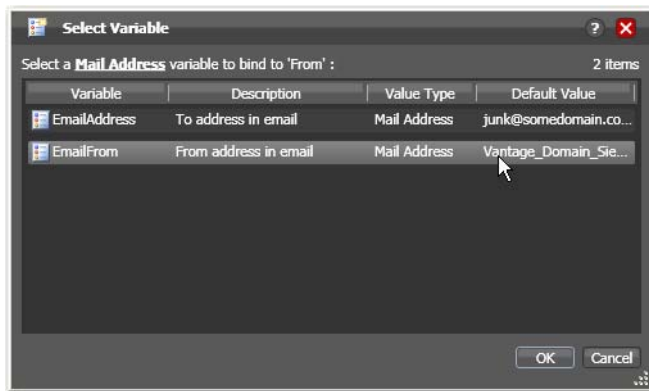 Select Variable
?
Select a Mail Address variable to bind to 'From' : 2 items
Variable Description Value Type Default Value
EmailAddress To address in email Mail Address junk@somedomain.co...
EmailFrom From address in email Mail Address Vantage_Domain_Sie...
OK Cancel